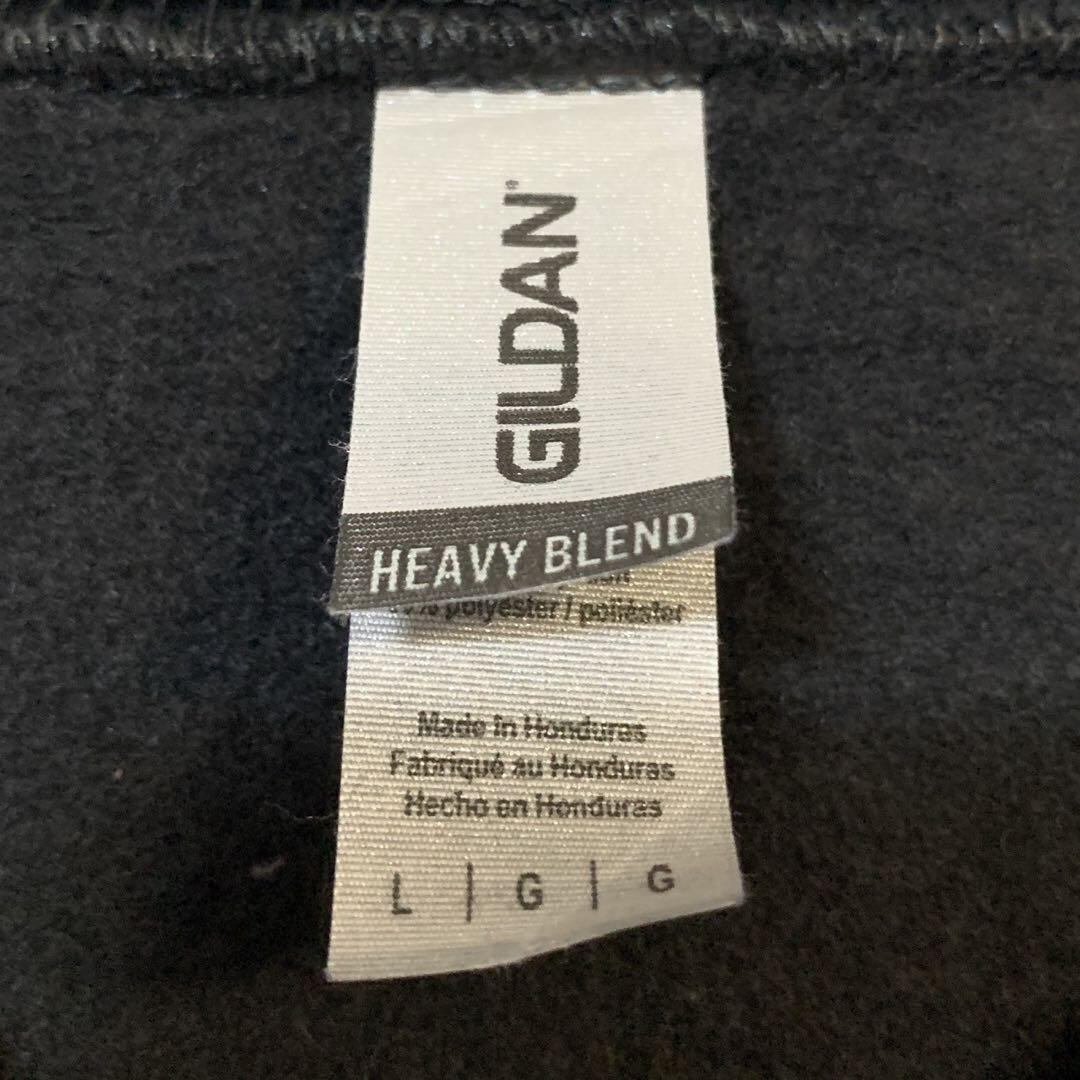 GILDAN
HEAVY BLEND
polyester / poliéster
Made in Honduras
Fabriqué au Honduras
Hecho en Honduras
L | G | G